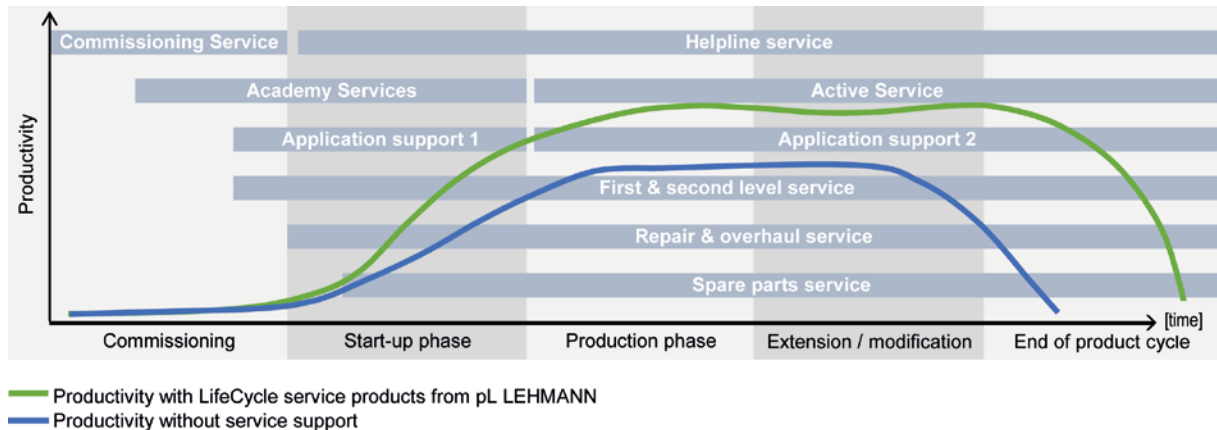 Commissioning Service
Helpline service
Academy Services
Active Service
Application support 1
Application support 2
First & second level service
Repair & overhaul service
Spare parts service
Productivity
[time]
Commissioning
Start-up phase
Production phase
Extension / modification
End of product cycle
Productivity with LifeCycle service products from pL LEHMANN
Productivity without service support